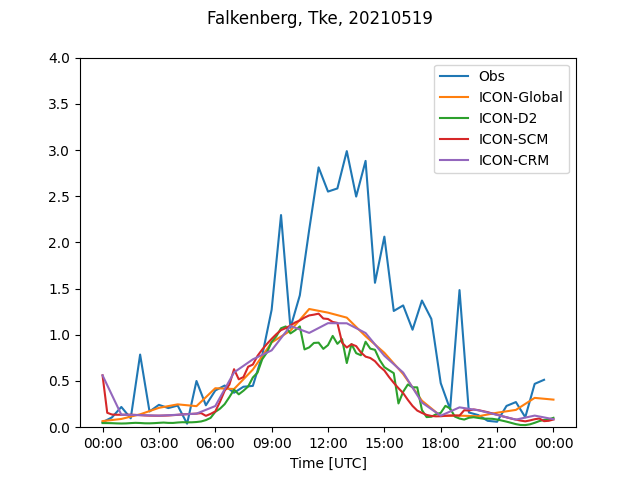 Falkenberg, Tke, 20210519
4.0
3.5
3.0
2.5
2.0
1.5
1.0
0.5
0.0
Obs
ICON-Global
ICON-D2
ICON-SCM
ICON-CRM
00:00 03:00 06:00 09:00 12:00 15:00 18:00 21:00 00:00
Time [UTC]